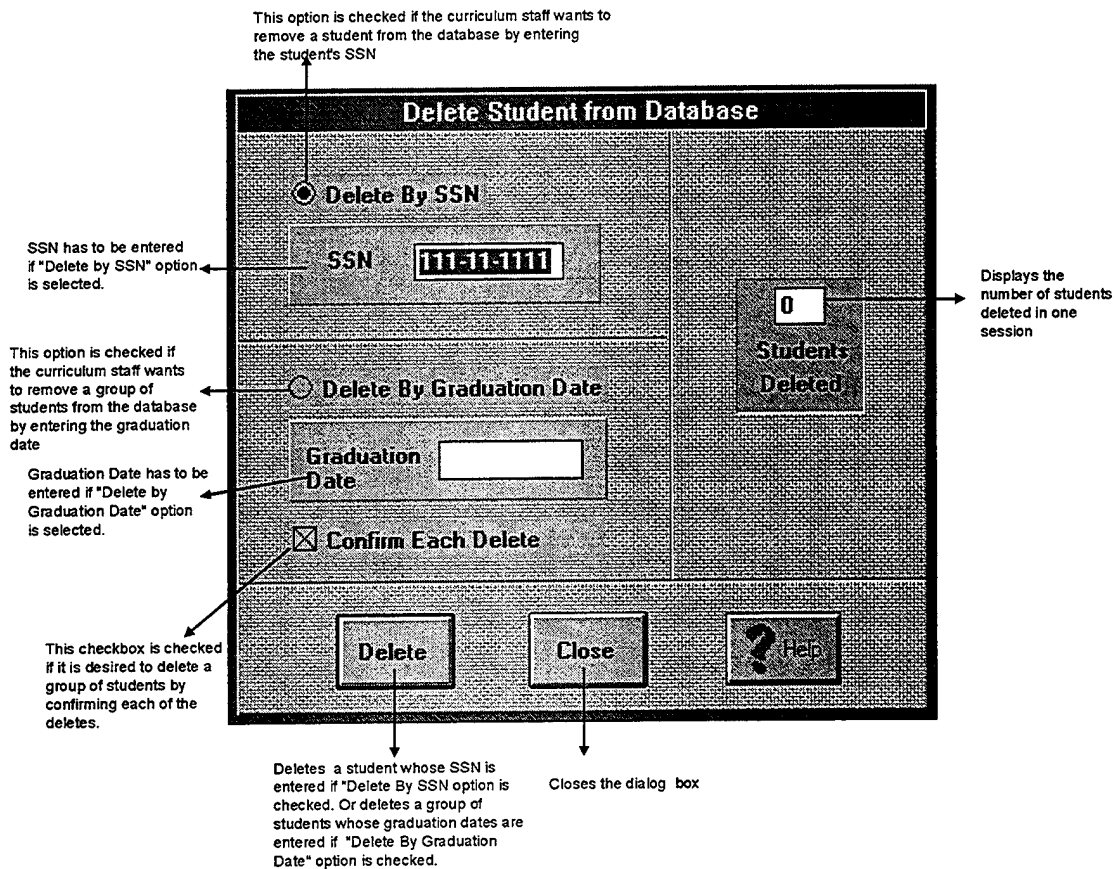 This option is checked if the curriculum staff wants to
remove a student from the database by entering
the student's SSN
Delete Student from Database
Delete By SSN
SSN has to be entered
if "Delete by SSN" option
is selected.
SSN
111-11-1111
Displays the
number of students
deleted in one
session
0
Students
Deleted
This option is checked if
the curriculum staff wants
to remove a group of
students from the database
by entering the graduation
date
Delete By Graduation Date
Graduation Date has to be
entered if "Delete by
Graduation Date" option
is selected.
Graduation
Date
Confirm Each Delete
This checkbox is checked
if it is desired to delete a
group of students by
confirming each of the
deletes.
Delete
Close
? Help
Deletes a student whose SSN is
entered if "Delete By SSN option is
checked. Or deletes a group of
students whose graduation dates are
entered if "Delete By Graduation
Date" option is checked.
Closes the dialog box